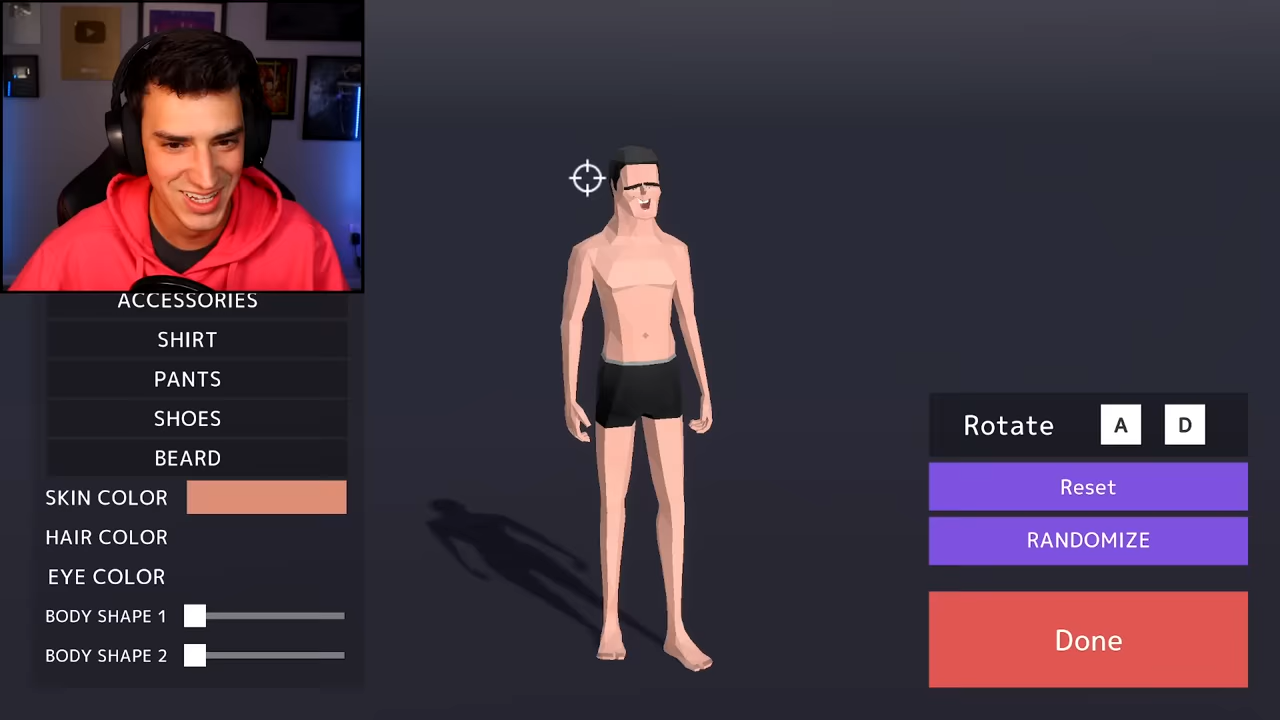 ACCESSORIES
SHIRT
PANTS
SHOES
BEARD
SKIN COLOR
HAIR COLOR
EYE COLOR
BODY SHAPE 1
BODY SHAPE 2
Rotate A D
Reset
RANDOMIZE
Done